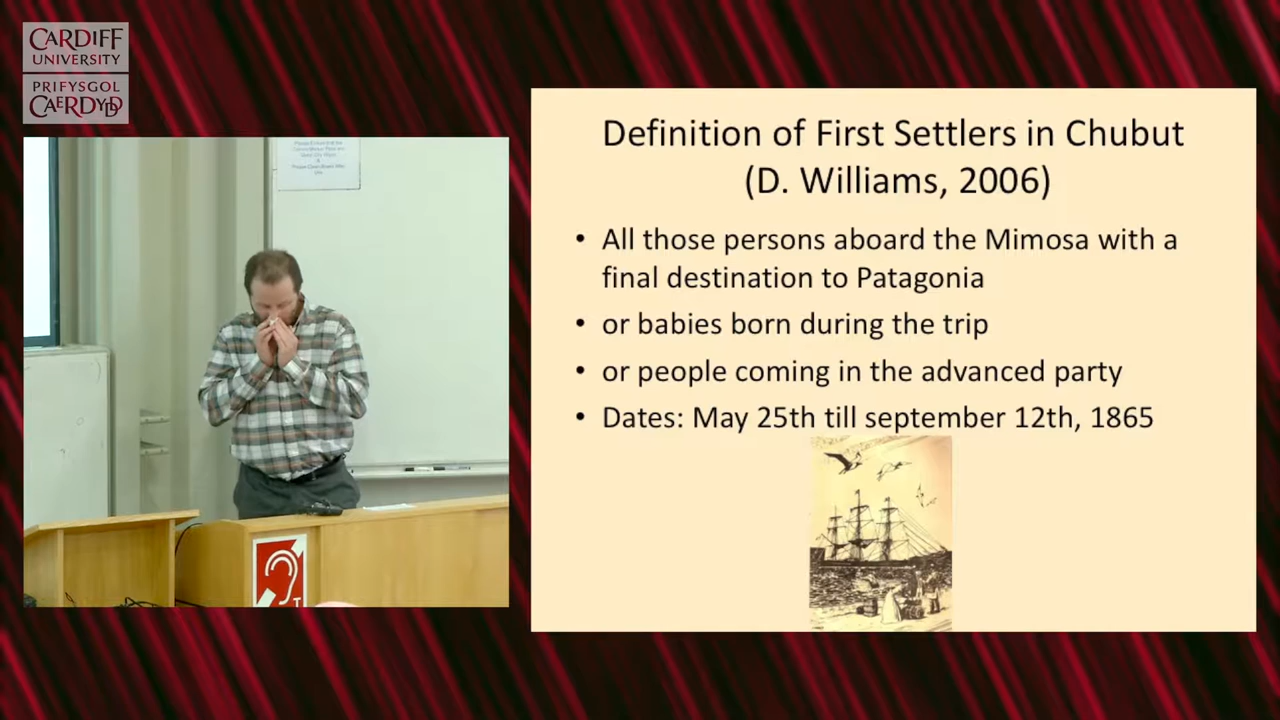 CARDIFF
UNIVERSITY
PRIFYSGOL
CAERDYDD
Definition of First Settlers in Chubut
(D. Williams, 2006)
• All those persons aboard the Mimosa with a
final destination to Patagonia
• or babies born during the trip
• or people coming in the advanced party
• Dates: May 25th till september 12th, 1865
T